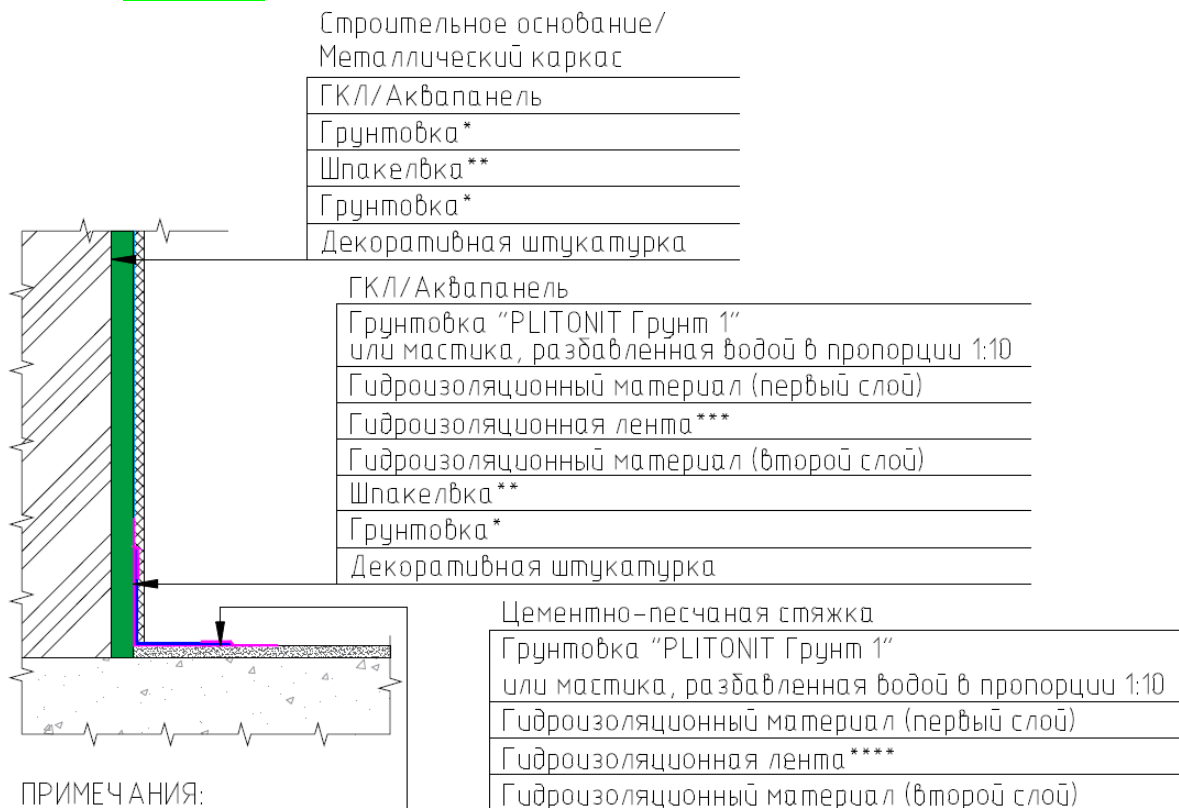 Строительное основание/
Металлический каркас
ГКЛ/Аквапанель
Грунтовка*
Шпакелвка**
Грунтовка*
Декоративная штукатурка
ГКЛ/Аквапанель
Грунтовка "PLITONIT Грунт 1"
или мастика, разбавленная водой в пропорции 1:10
Гидроизоляционный материал (первый слой)
Гидроизоляционная лента***
Гидроизоляционный материал (второй слой)
Шпакелвка**
Грунтовка*
Декоративная штукатурка
Цементно-песчаная стяжка
Грунтовка "PLITONIT Грунт 1"
или мастика, разбавленная водой в пропорции 1:10
Гидроизоляционный материал (первый слой)
Гидроизоляционная лента****
Гидроизоляционный материал (второй слой)
ПРИМЕЧАНИЯ: